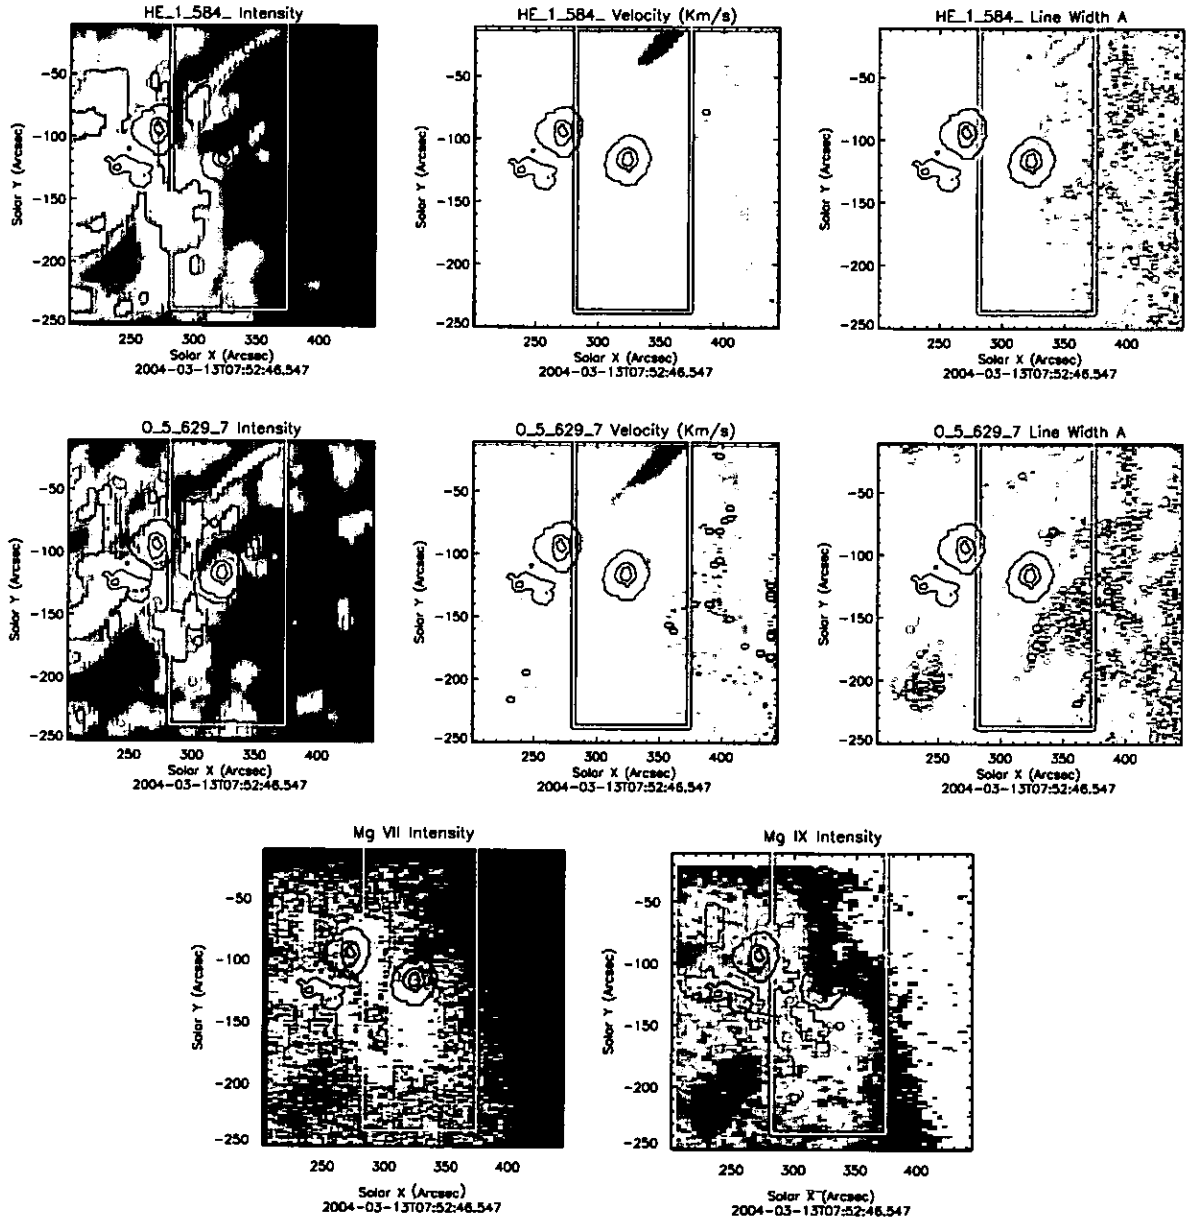 HE_1_584_ Intensity
HE_1_584_ Velocity (Km/s)
HE_1_584_ Line Width A
Solar Y (Arcsec)
-50
-100
-150
-200
-250
250 300 350 400
Solar X (Arcsec)
2004-03-13T07:52:46.547
Solar Y (Arcsec)
-50
-100
-150
-200
-250
250 300 350 400
Solar X (Arcsec)
2004-03-13T07:52:46.547
Solar Y (Arcsec)
-50
-100
-150
-200
-250
250 300 350 400
Solar X (Arcsec)
2004-03-13T07:52:46.547
O_5_629_7 Intensity
O_5_629_7 Velocity (Km/s)
O_5_629_7 Line Width A
Solar Y (Arcsec)
-50
-100
-150
-200
-250
250 300 350 400
Solar X (Arcsec)
2004-03-13T07:52:46.547
Solar Y (Arcsec)
-50
-100
-150
-200
-250
250 300 350 400
Solar X (Arcsec)
2004-03-13T07:52:46.547
Solar Y (Arcsec)
-50
-100
-150
-200
-250
250 300 350 400
Solar X (Arcsec)
2004-03-13T07:52:46.547
Mg VII Intensity
Mg IX Intensity
Solar Y (Arcsec)
-50
-100
-150
-200
-250
250 300 350 400
Solar X (Arcsec)
2004-03-13T07:52:46.547
Solar Y (Arcsec)
-50
-100
-150
-200
-250
250 300 350 400
Solar X (Arcsec)
2004-03-13T07:52:46.547